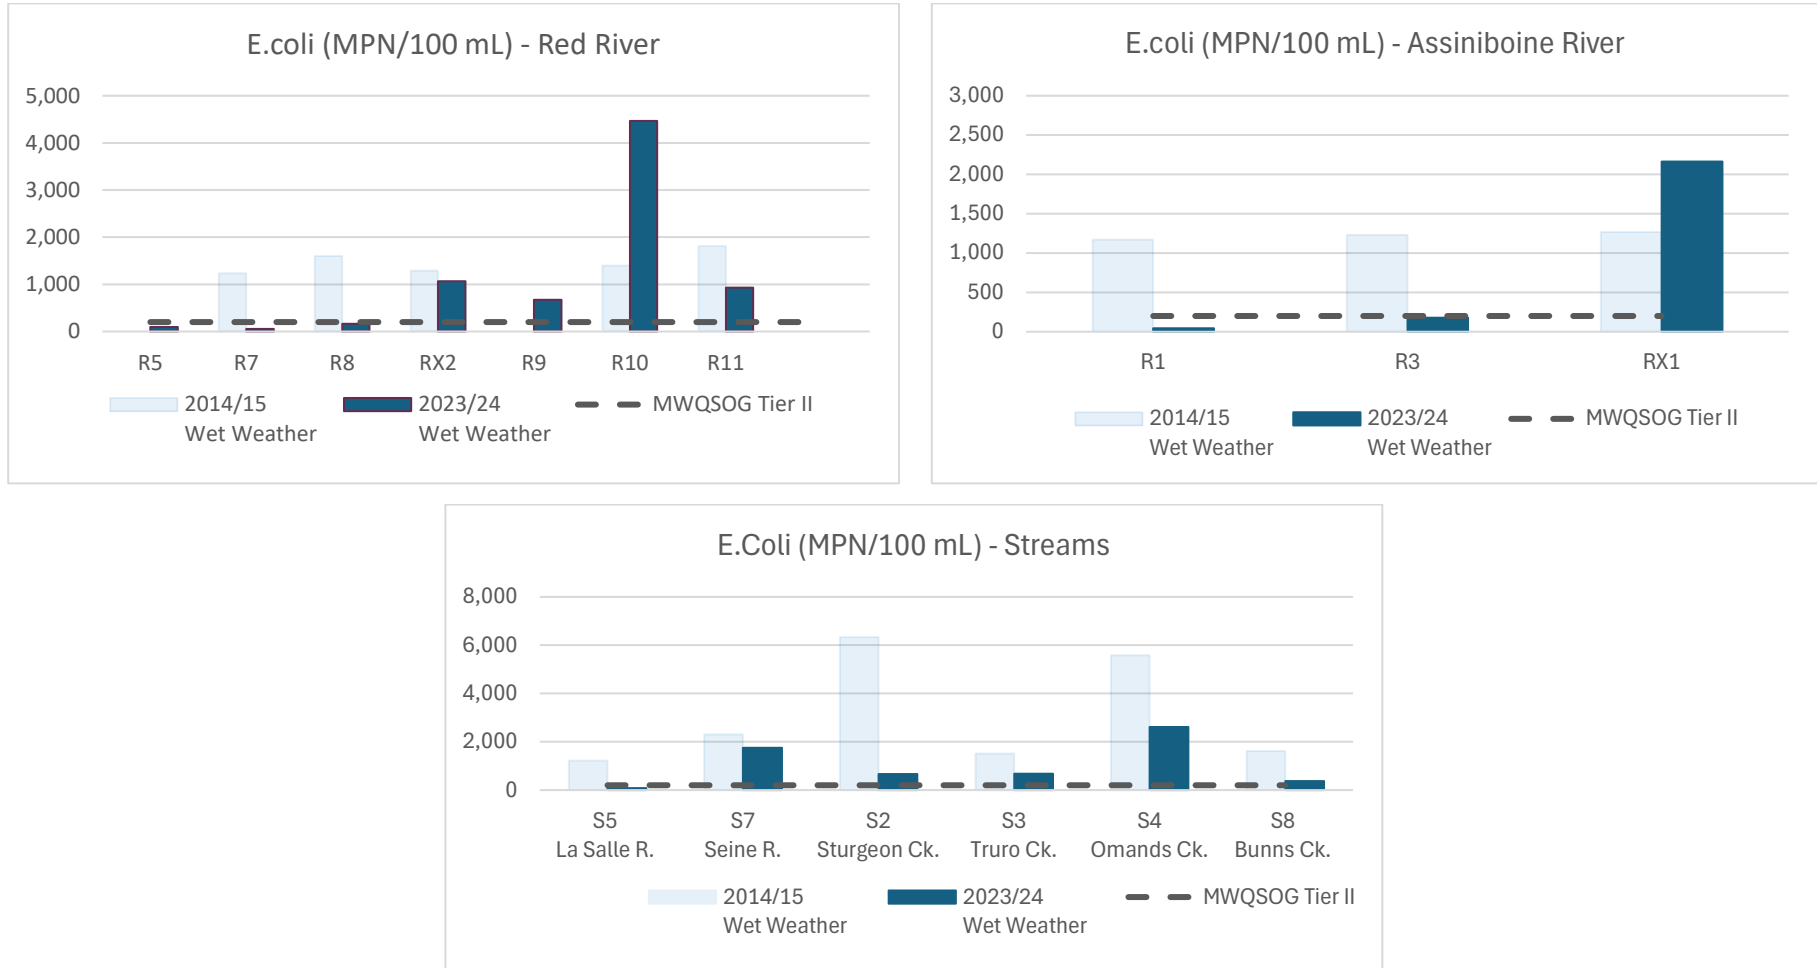 E.coli (MPN/100 mL) - Red River
5,000
4,000
3,000
2,000
1,000
0
R5 R7 R8 RX2 R9 R10 R11
2014/15 Wet Weather
2023/24 Wet Weather
MWQSOG Tier II
E.coli (MPN/100 mL) - Assiniboine River
3,000
2,500
2,000
1,500
1,000
500
0
R1 R3 RX1
2014/15 Wet Weather
2023/24 Wet Weather
MWQSOG Tier II
E.Coli (MPN/100 mL) - Streams
8,000
6,000
4,000
2,000
0
S5 S7 S2 S3 S4 S8
La Salle R. Seine R. Sturgeon Ck. Truro Ck. Omands Ck. Bunns Ck.
2014/15 Wet Weather
2023/24 Wet Weather
MWQSOG Tier II